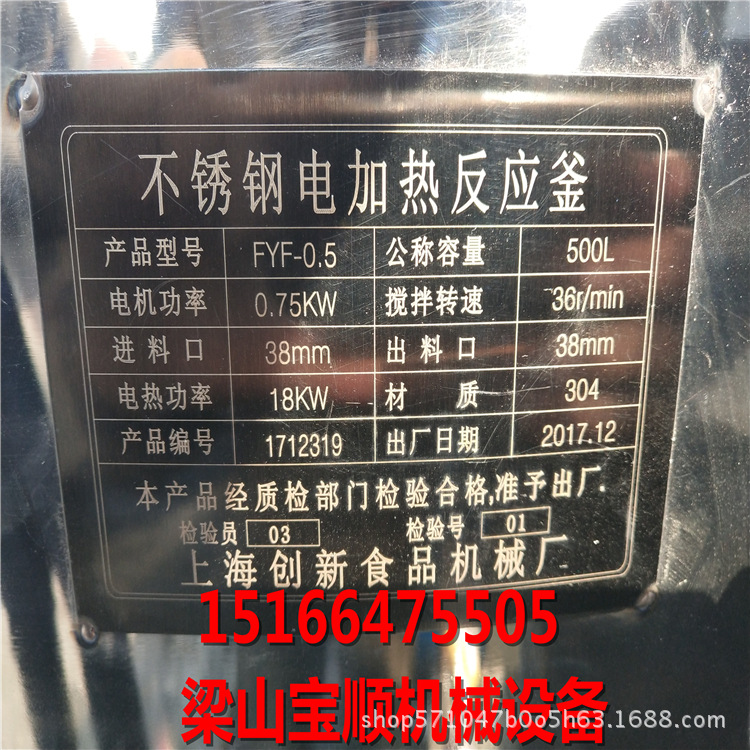 不锈钢电加热反应釜
产品型号 FYF-0.5 公称容量 500L
电机功率 0.75KW 搅拌转速 36r/min
进料口 38mm 出料口 38mm
电热功率 18KW 材质 304
产品编号 1712319 出厂日期 2017.12
本产品经质检部门检验合格,准予出厂.
检验员 03 检验号 01
上海创新食品机械厂
15166475505
梁山宝顺机械设备
shop571047b0o5h63.1688.com